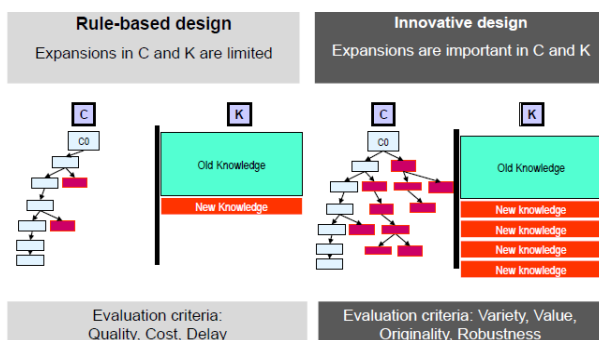 Rule-based design
Expansions in C and K are limited
C
K
C0
Old Knowledge
New Knowledge
Evaluation criteria:
Quality, Cost, Delay
Innovative design
Expansions are important in C and K
C
K
C0
Old Knowledge
New knowledge
New knowledge
New knowledge
New knowledge
Evaluation criteria: Variety, Value,
Originality, Robustness